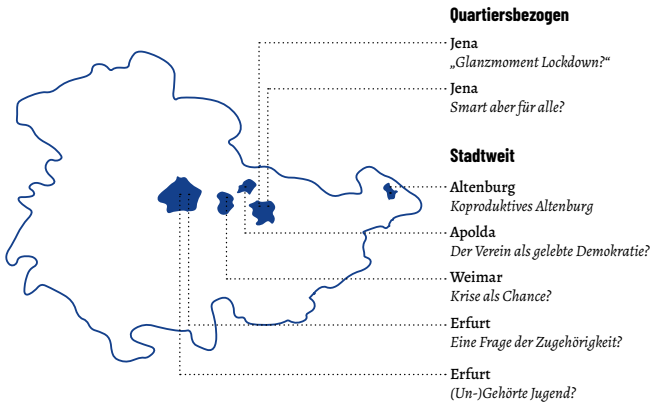 Quartiersbezogen
Jena
„Glanzmoment Lockdown?“
Jena
Smart aber für alle?
Stadtweit
Altenburg
Koproduktives Altenburg
Apolda
Der Verein als gelebte Demokratie?
Weimar
Krise als Chance?
Erfurt
Eine Frage der Zugehörigkeit?
Erfurt
(Un-)Gehörte Jugend?